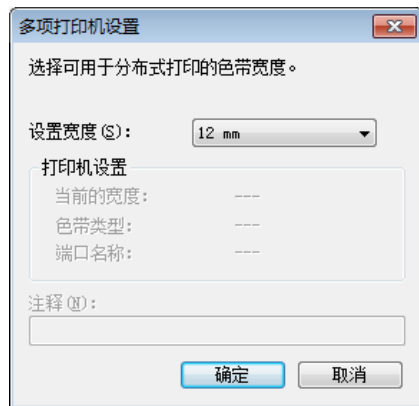 多项打印机设置
选择可用于分布式打印的色带宽度。
设置宽度(S): 12 mm
打印机设置
当前的宽度: ---
色带类型: ---
端口名称: ---
注释(N):
确定 取消